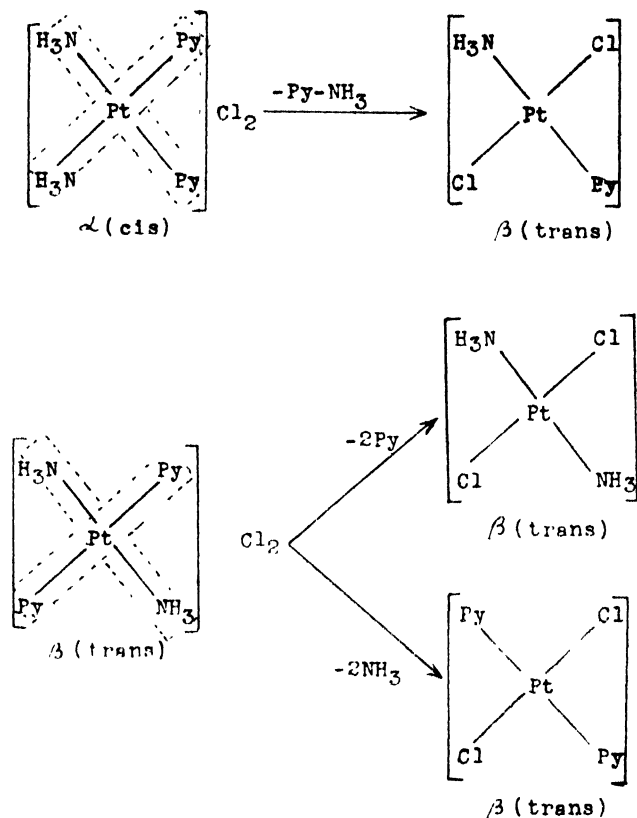 H3N Py
Pt
H3N Py
Cl2
α(cis)
-Py-NH3
H3N Cl
Pt
Cl Py
β(trans)
H3N Py
Pt
Py NH3
β(trans)
Cl2
-2Py
H3N Cl
Pt
Cl NH3
β(trans)
-2NH3
Py Cl
Pt
Cl Py
β(trans)